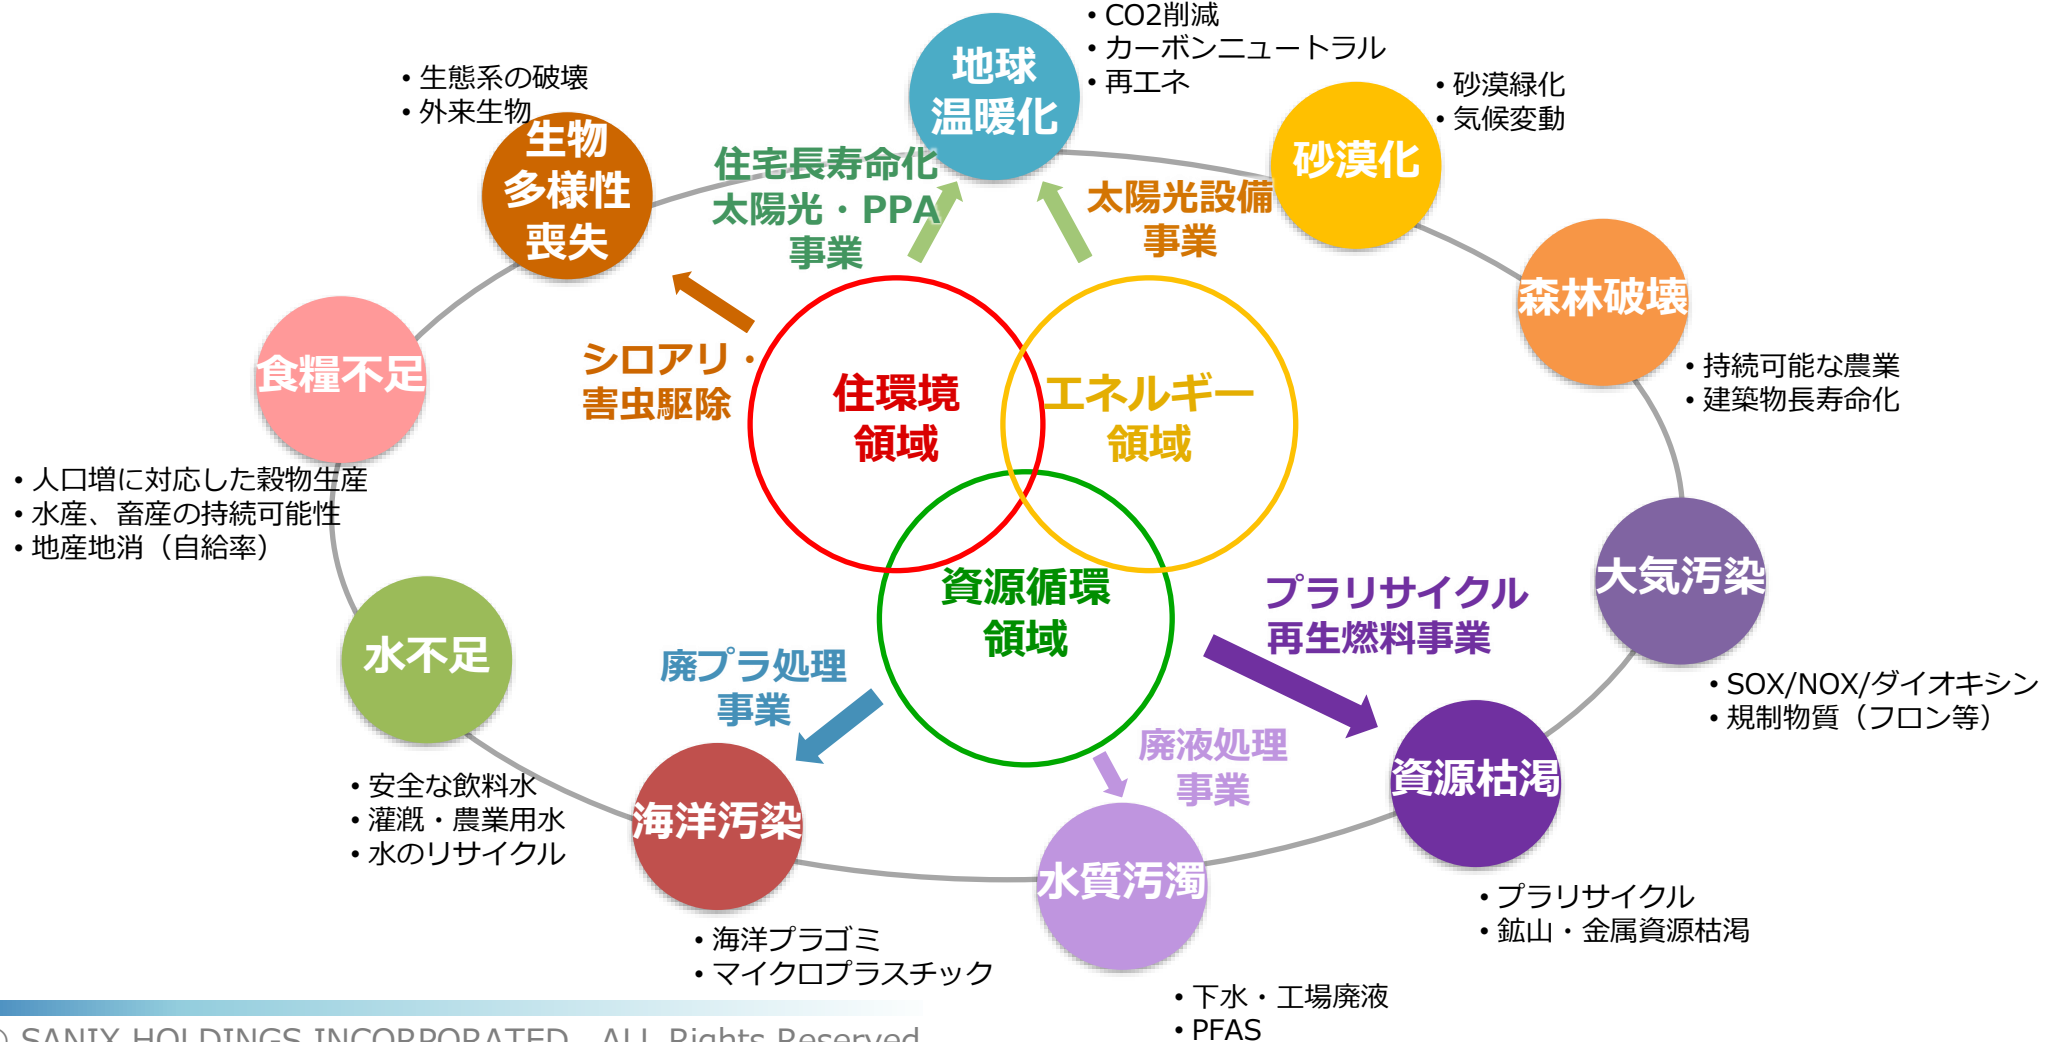 • CO2削減
• カーボンニュートラル
• 再エネ
地球
温暖化
• 生態系の破壊
• 外来生物
生物
多様性
喪失
• 砂漠緑化
• 気候変動
砂漠化
住宅長寿命化
太陽光・PPA
事業
太陽光設備
事業
森林破壊
• 持続可能な農業
• 建築物長寿命化
シロアリ・
害虫駆除
食糧不足
• 人口増に対応した穀物生産
• 水産、畜産の持続可能性
• 地産地消（自給率）
住環境
領域
エネルギー
領域
資源循環
領域
プラリサイクル
再生燃料事業
大気汚染
• SOX/NOX/ダイオキシン
• 規制物質（フロン等）
水不足
• 安全な飲料水
• 灌漑・農業用水
• 水のリサイクル
廃プラ処理
事業
廃液処理
事業
資源枯渇
• プラリサイクル
• 鉱山・金属資源枯渇
海洋汚染
• 海洋プラゴミ
• マイクロプラスチック
水質汚濁
• 下水・工場廃液
• PFAS
© SANIX HOLDINGS INCORPORATED ALL Rights Reserved